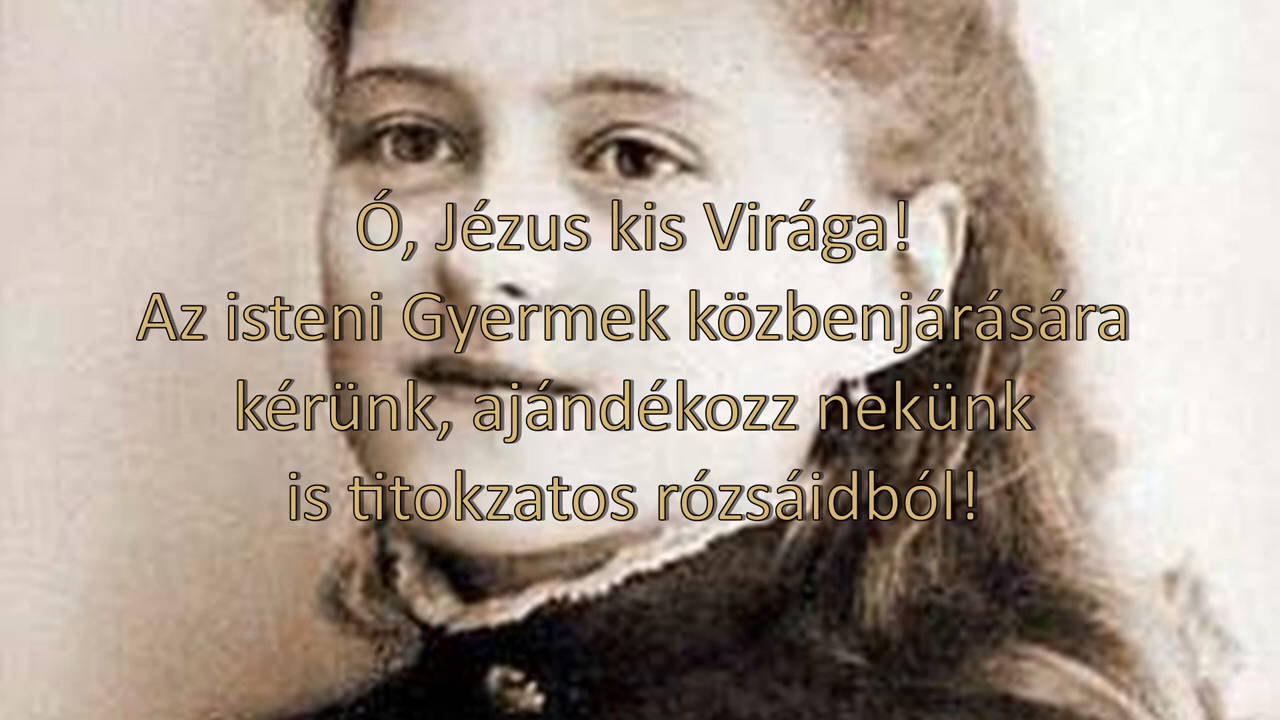 Ó, Jézus kis Virága!
Az isteni Gyermek közbenjárására
kérünk, ajándékozz nekünk
is titokzatos rózsáidból!